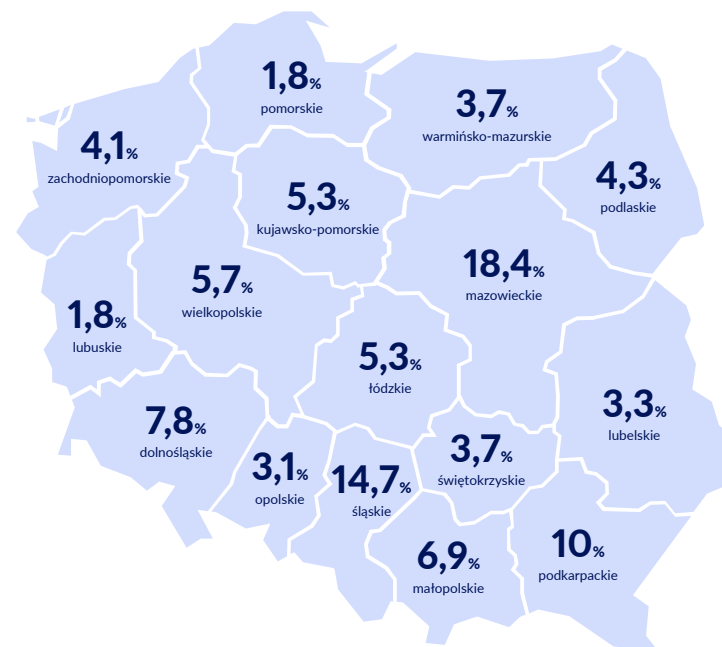 1,8%
pomorskie
3,7%
warmińsko-mazurskie
4,1%
zachodniopomorskie
4,3%
podlaskie
5,3%
kujawsko-pomorskie
18,4%
mazowieckie
5,7%
wielkopolskie
1,8%
lubuskie
5,3%
łódzkie
3,3%
lubelskie
7,8%
dolnośląskie
3,7%
świętokrzyskie
3,1%
opolskie
14,7%
śląskie
10%
podkarpackie
6,9%
małopolskie